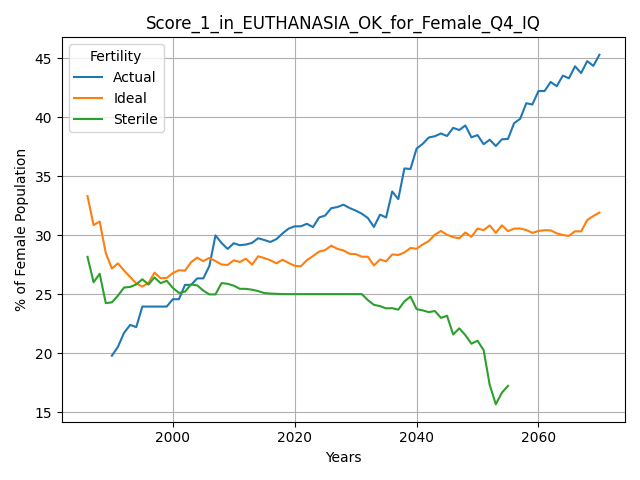 Score_1_in_EUTHANASIA_OK_for_Female_Q4_IQ
Fertility
Actual
Ideal
Sterile
% of Female Population
45
40
35
30
25
20
15
2000
2020
2040
2060
Years